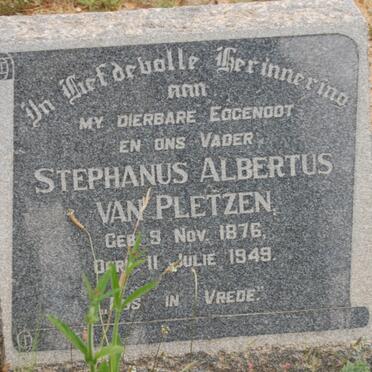 In Liefdevolle Herinnering
aan
MY DIERBARE EGGENOOT
EN ONS VADER
STEPHANUS ALBERTUS
VAN PLETZEN,
GEB. 9 NOV. 1876,
11 JULIE 1949.
IN VREDE."